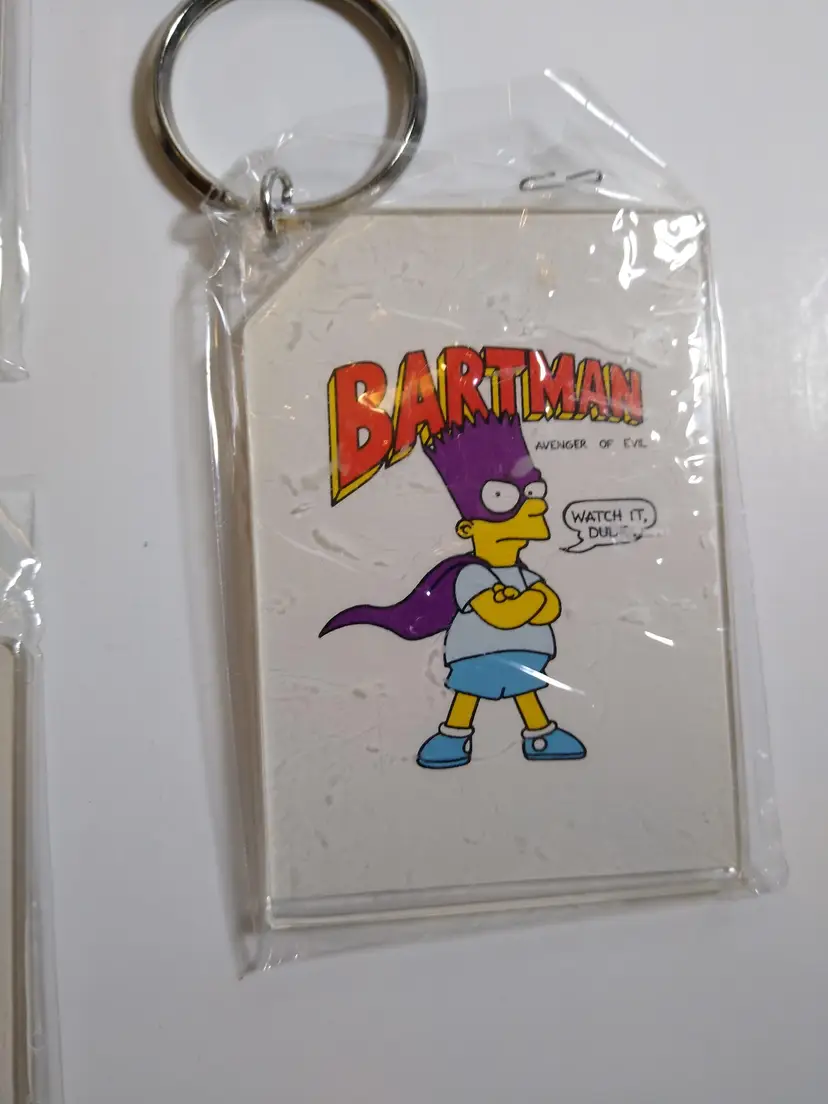 BARTMAN
AVENGER OF EVIL
WATCH IT,